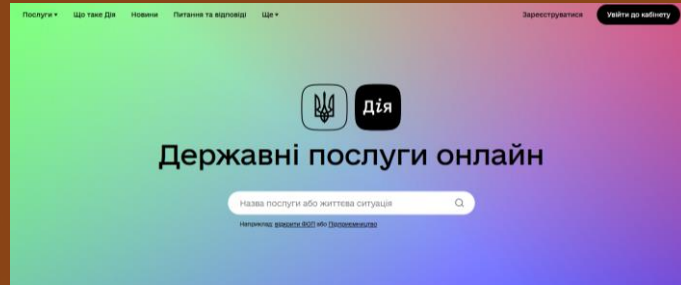 Послуги Що таке Дія Новини Питання та відповіді Ще Зареєструватися Увійти до кабінету
Дія
Державні послуги онлайн
Назва послуги або життєва ситуація
Наприклад: відкрити ФОП або Підприємництво